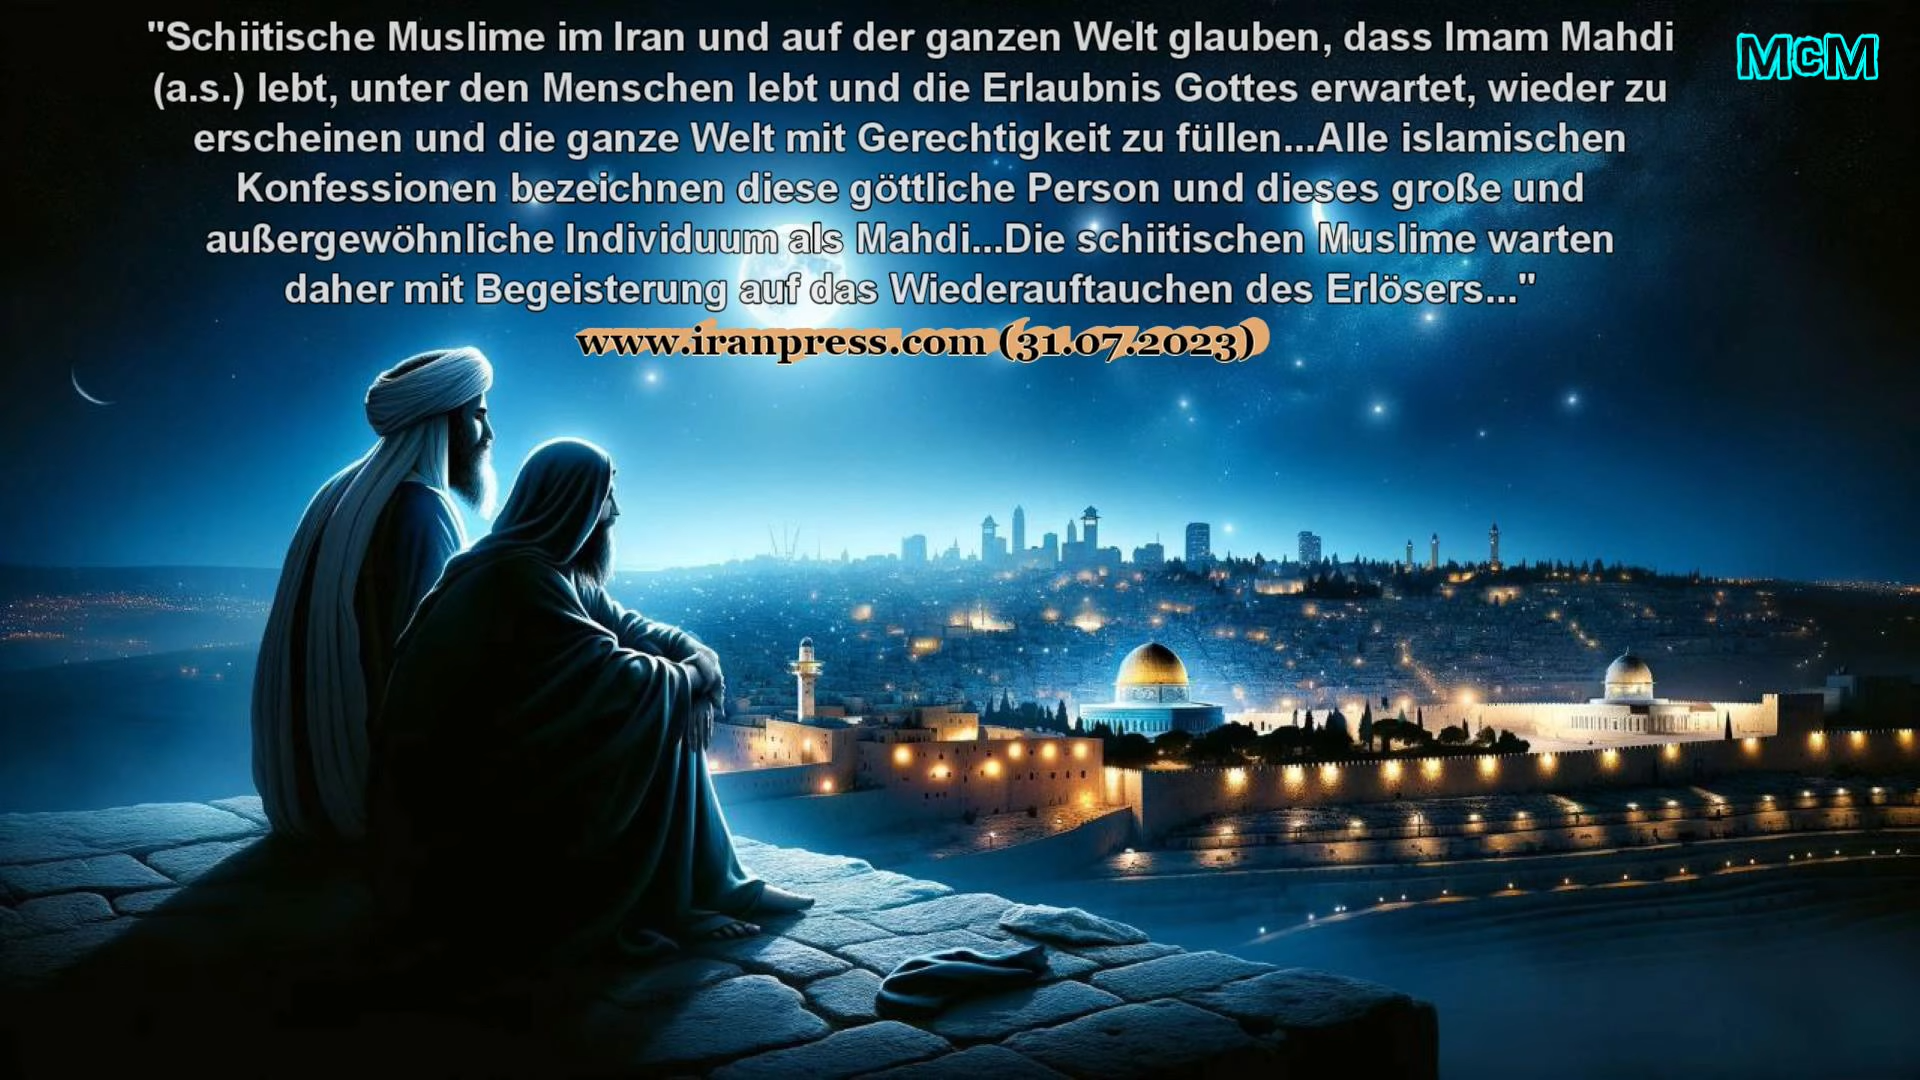 "Schiitische Muslime im Iran und auf der ganzen Welt glauben, dass Imam Mahdi
(a.s.) lebt, unter den Menschen lebt und die Erlaubnis Gottes erwartet, wieder zu
erscheinen und die ganze Welt mit Gerechtigkeit zu füllen...Alle islamischen
Konfessionen bezeichnen diese göttliche Person und dieses große und
außergewöhnliche Individuum als Mahdi...Die schiitischen Muslime warten
daher mit Begeisterung auf das Wiederauftauchen des Erlösers..."
www.iranpress.com (31.07.2023)
McM